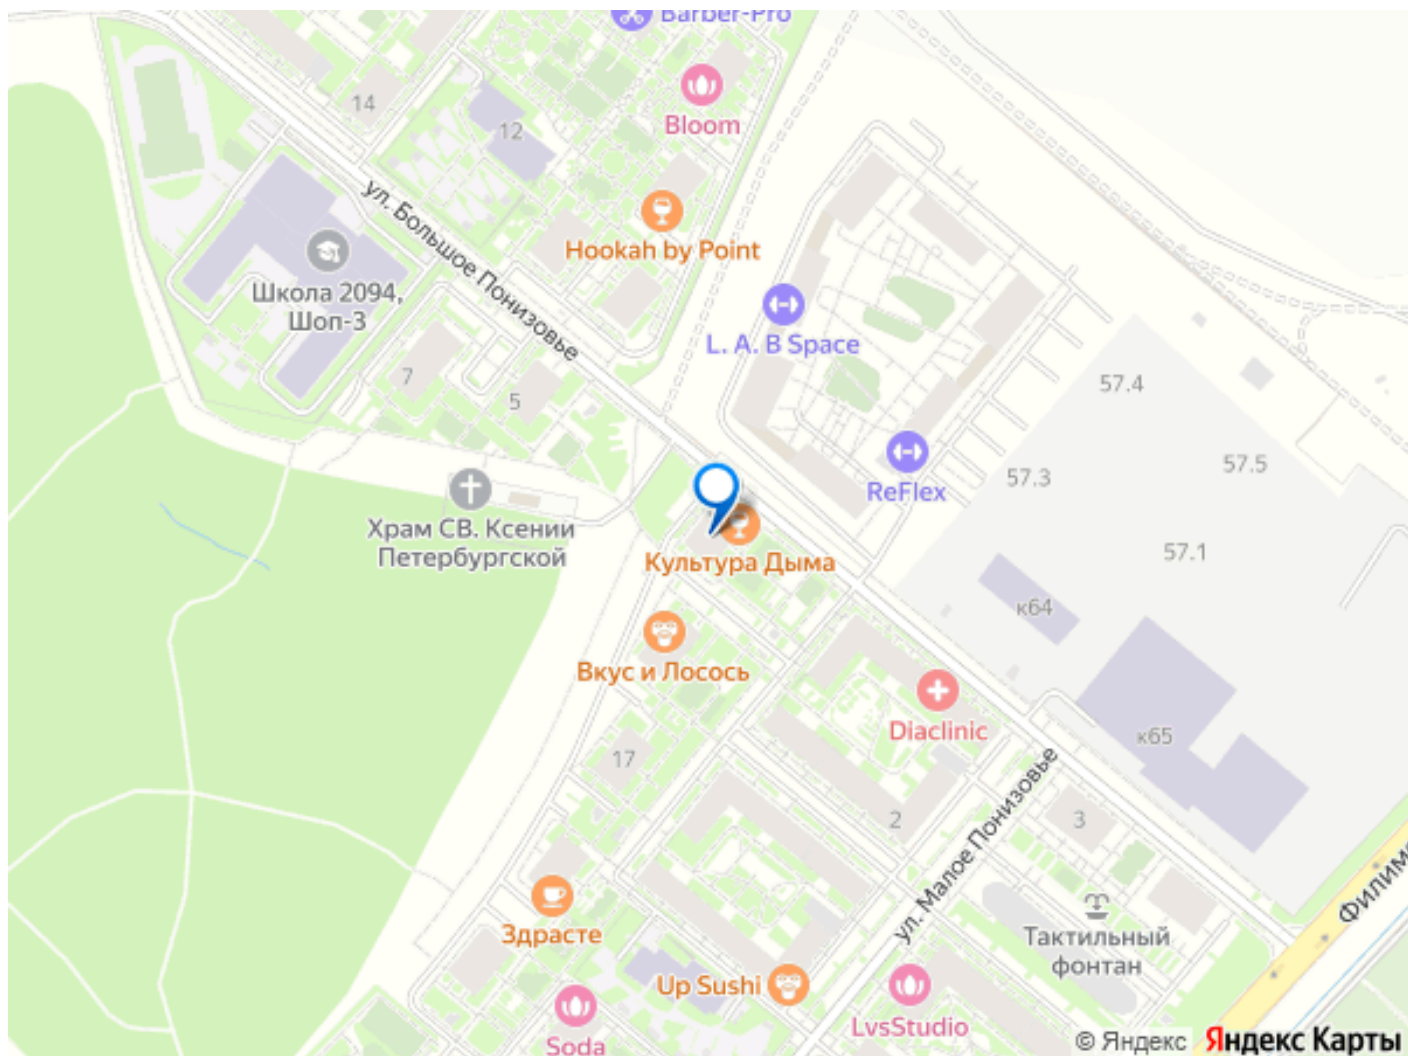 Barber-Pro
Bloom
14
12
Hookah by Point
ул. Большое Понизовье
Школа 2094,
Шоп-3
L. A. B Space
7
5
57.4
57.5
57.3
ReFlex
Храм СВ. Ксении
Петербургской
Культура Дыма
57.1
к64
Вкус и Лосось
Diaclinic
к65
17
2
3
ул. Малое Понизовье
Филима
Здрасте
Тактильный
фонтан
Up Sushi
LvsStudio
Soda
© Яндекс Яндекс Карты